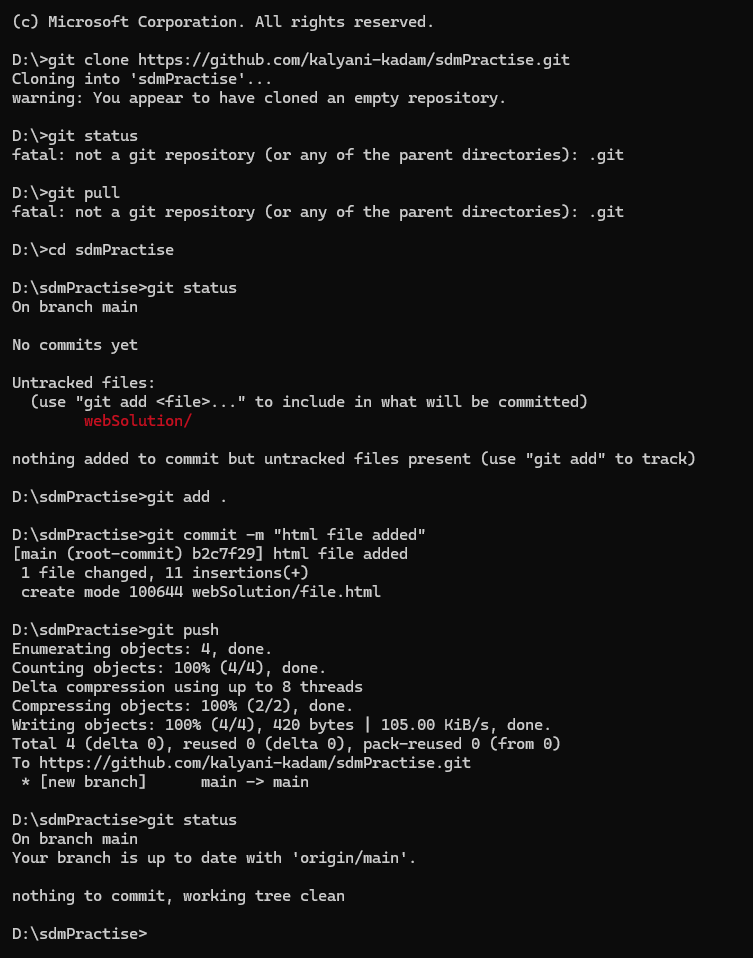 (c) Microsoft Corporation. All rights reserved.
D:\>git clone https://github.com/kalyani-kadam/sdmPractise.git
Cloning into 'sdmPractise'...
warning: You appear to have cloned an empty repository.
D:\>git status
fatal: not a git repository (or any of the parent directories): .git
D:\>git pull
fatal: not a git repository (or any of the parent directories): .git
D:\>cd sdmPractise
D:\sdmPractise>git status
On branch main
No commits yet
Untracked files:
  (use "git add <file>..." to include in what will be committed)
        webSolution/
nothing added to commit but untracked files present (use "git add" to track)
D:\sdmPractise>git add .
D:\sdmPractise>git commit -m "html file added"
[main (root-commit) b2c7f29] html file added
 1 file changed, 11 insertions(+)
 create mode 100644 webSolution/file.html
D:\sdmPractise>git push
Enumerating objects: 4, done.
Counting objects: 100% (4/4), done.
Delta compression using up to 8 threads
Compressing objects: 100% (2/2), done.
Writing objects: 100% (4/4), 420 bytes | 105.00 KiB/s, done.
Total 4 (delta 0), reused 0 (delta 0), pack-reused 0 (from 0)
To https://github.com/kalyani-kadam/sdmPractise.git
 * [new branch]      main -> main
D:\sdmPractise>git status
On branch main
Your branch is up to date with 'origin/main'.
nothing to commit, working tree clean
D:\sdmPractise>